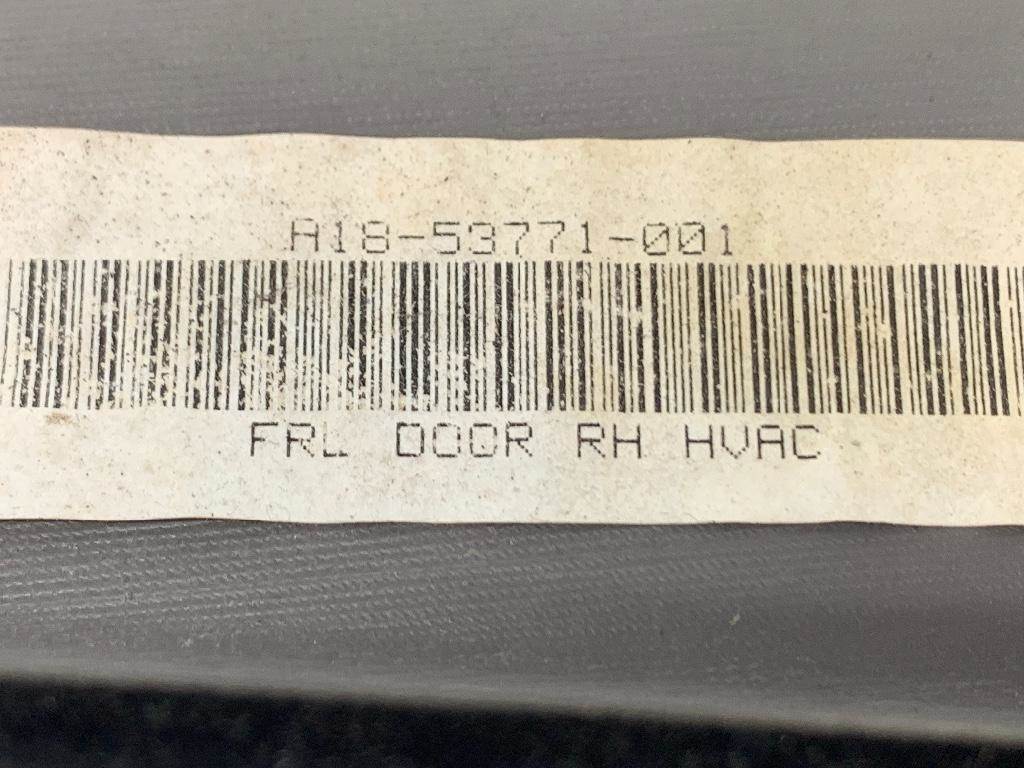 A18-53771-001
FRL DOOR RH HVAC